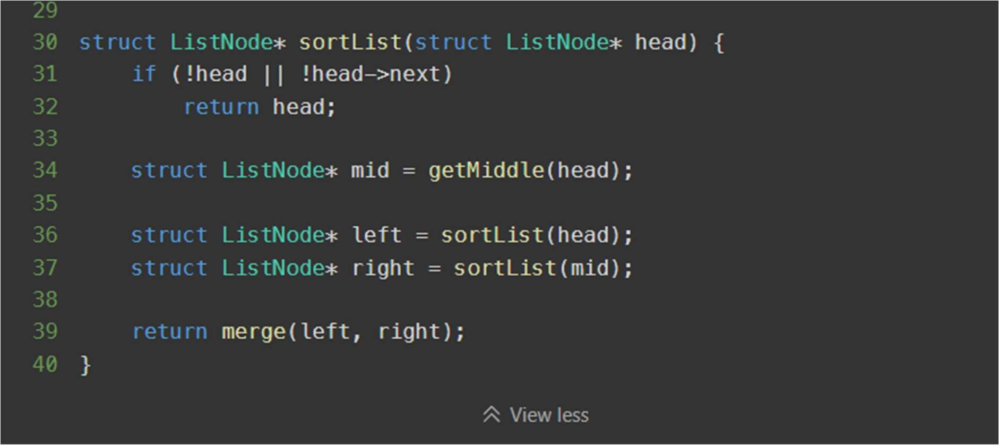 29
30 struct ListNode* sortList(struct ListNode* head) {
31     if (!head || !head->next)
32         return head;
33
34     struct ListNode* mid = getMiddle(head);
35
36     struct ListNode* left = sortList(head);
37     struct ListNode* right = sortList(mid);
38
39     return merge(left, right);
40 }
View less